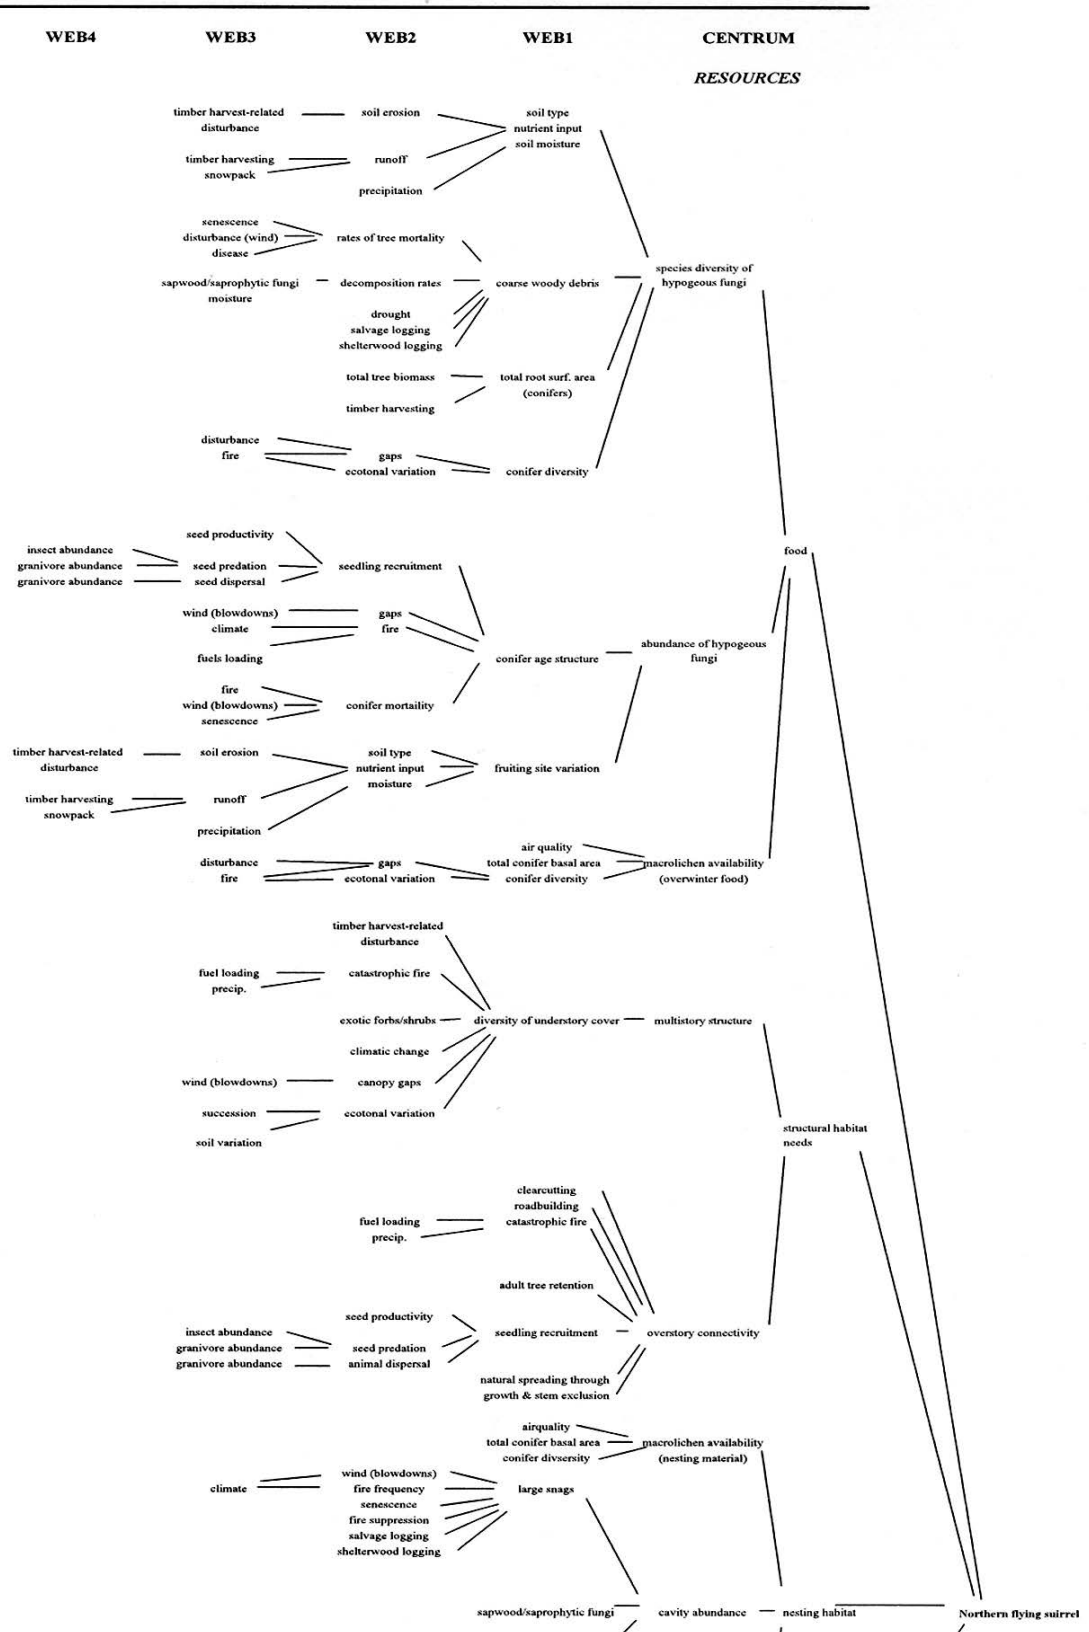 WEB4 WEB3 WEB2 WEB1 CENTRUM
RESOURCES
timber harvest-related soil erosion soil type
disturbance nutrient input
soil moisture
timber harvesting runoff
snowpack
precipitation
senescence
disturbance (wind) rates of tree mortality
disease
species diversity of
hypogeous fungi
sapwood/saprophytic fungi decomposition rates coarse woody debris
moisture
drought
salvage logging
shelterwood logging
total tree biomass total root surf. area
(conifers)
timber harvesting
disturbance
fire gaps
ecotonal variation conifer diversity
seed productivity
insect abundance food
granivore abundance seed predation seedling recruitment
granivore abundance seed dispersal
wind (blowdowns) gaps
climate fire
abundance of hypogeous
fungi
fuels loading conifer age structure
fire
wind (blowdowns) conifer mortaility
senescence
timber harvest-related soil erosion soil type
disturbance nutrient input fruiting site variation
moisture
timber harvesting runoff
snowpack
precipitation
air quality
disturbance gaps total conifer basal area macrolichen availability
fire ecotonal variation conifer diversity (overwinter food)
timber harvest-related
disturbance
fuel loading catastrophic fire
precip.
exotic forbs/shrubs diversity of understory cover multistory structure
climatic change
wind (blowdowns) canopy gaps
succession ecotonal variation
structural habitat
needs
soil variation
clearcutting
roadbuilding
fuel loading catastrophic fire
precip.
adult tree retention
seed productivity
insect abundance seedling recruitment overstory connectivity
granivore abundance seed predation
granivore abundance animal dispersal
natural spreading through
growth & stem exclusion
airquality
total conifer basal area macrolichen availability
conifer divsersity (nesting material)
wind (blowdowns)
climate fire frequency large snags
senescence
fire suppression
salvage logging
shelterwood logging
sapwood/saprophytic fungi cavity abundance nesting habitat Northern flying suirrel